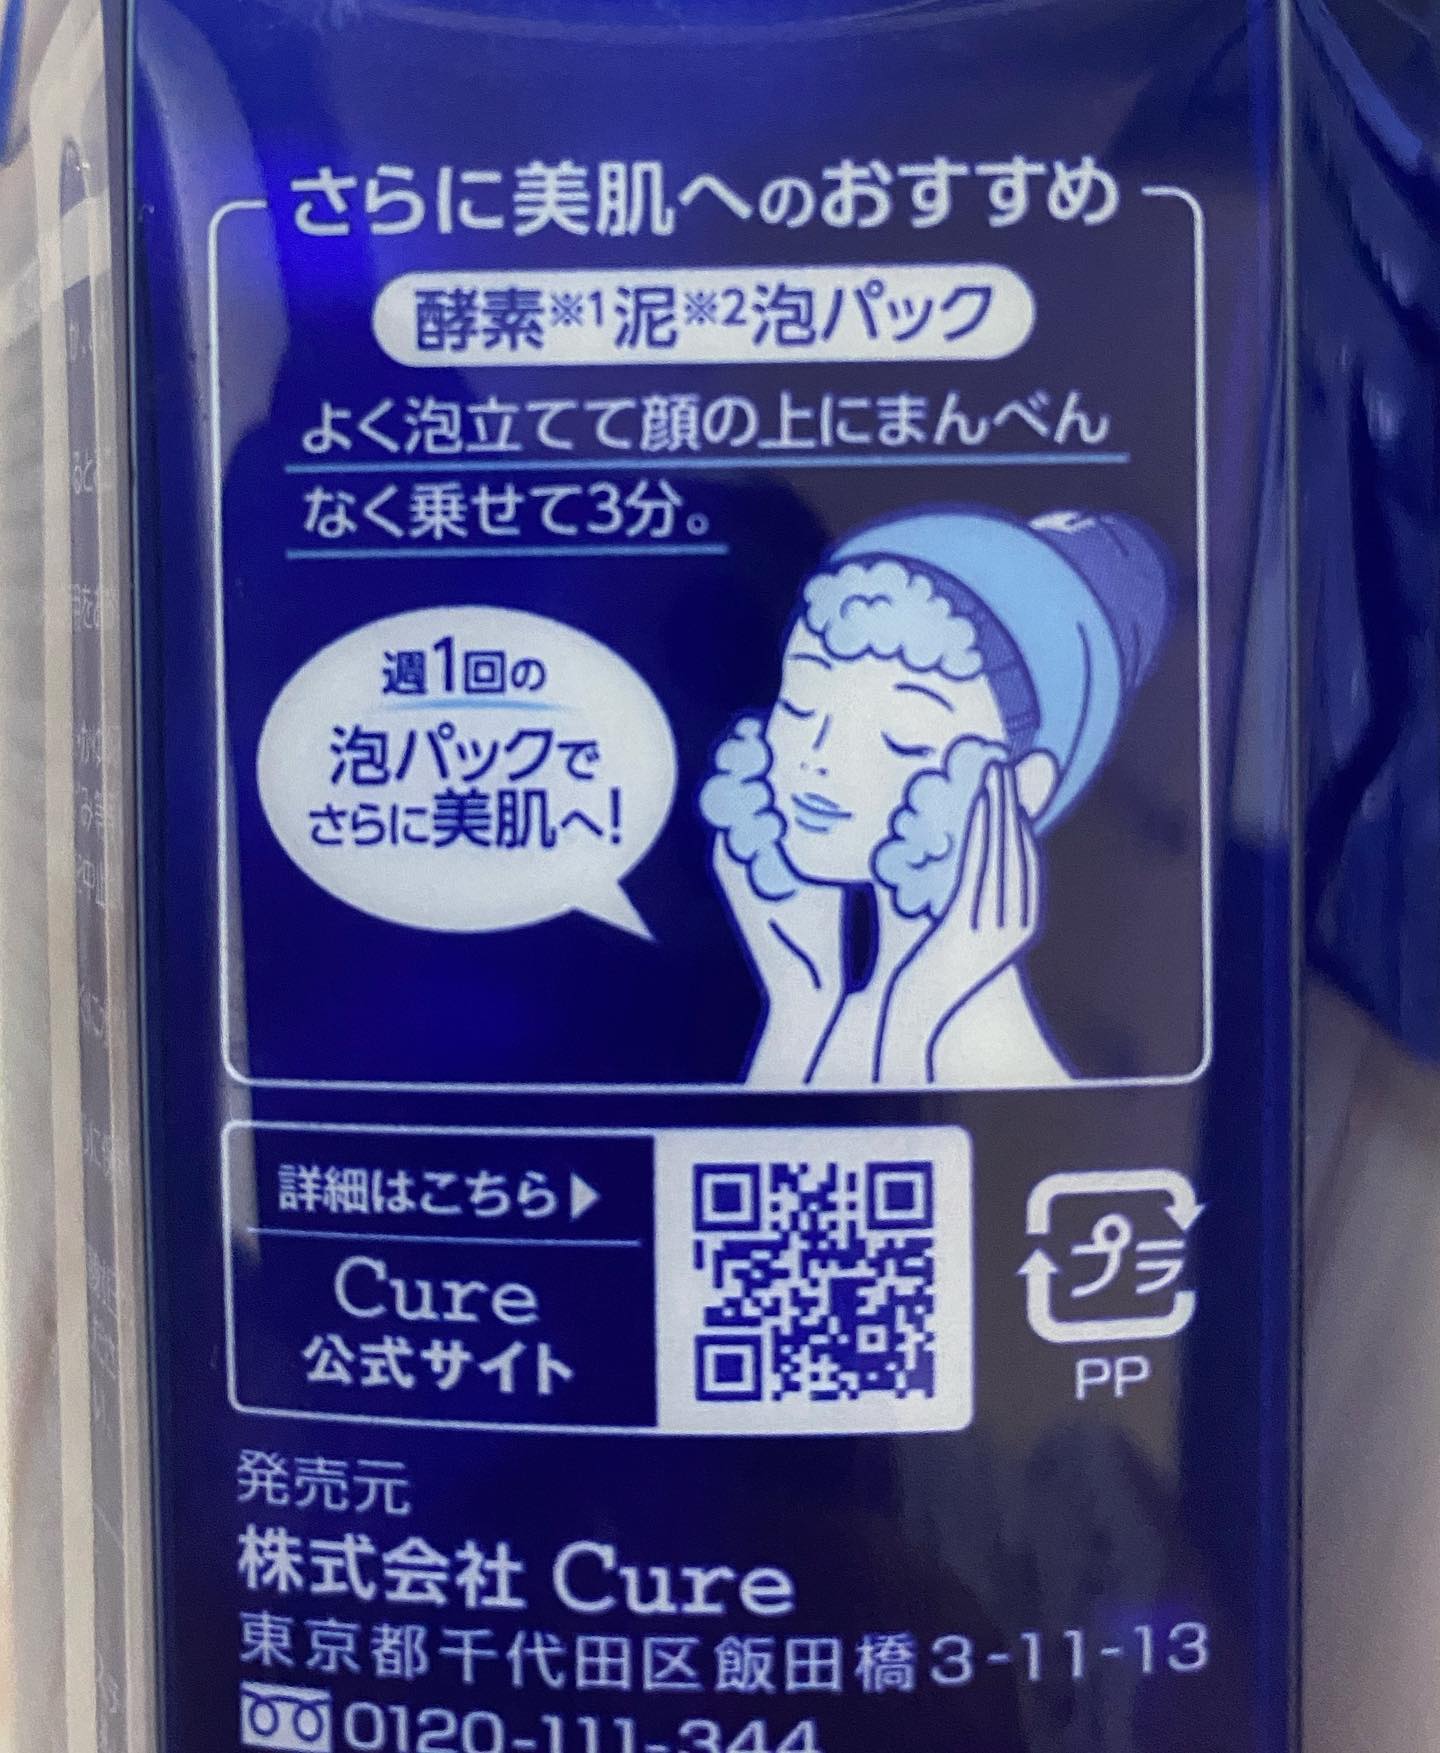 さらに美肌へのおすすめ
酵素※1泥※2泡パック
よく泡立てて顔の上にまんべん
なく乗せて3分。
週1回の
泡パックで
さらに美肌へ!
詳細はこちら▶
Cure
公式サイト
プラ
PP
発売元
株式会社 Cure
東京都千代田区飯田橋3-11-13
0120-111-344